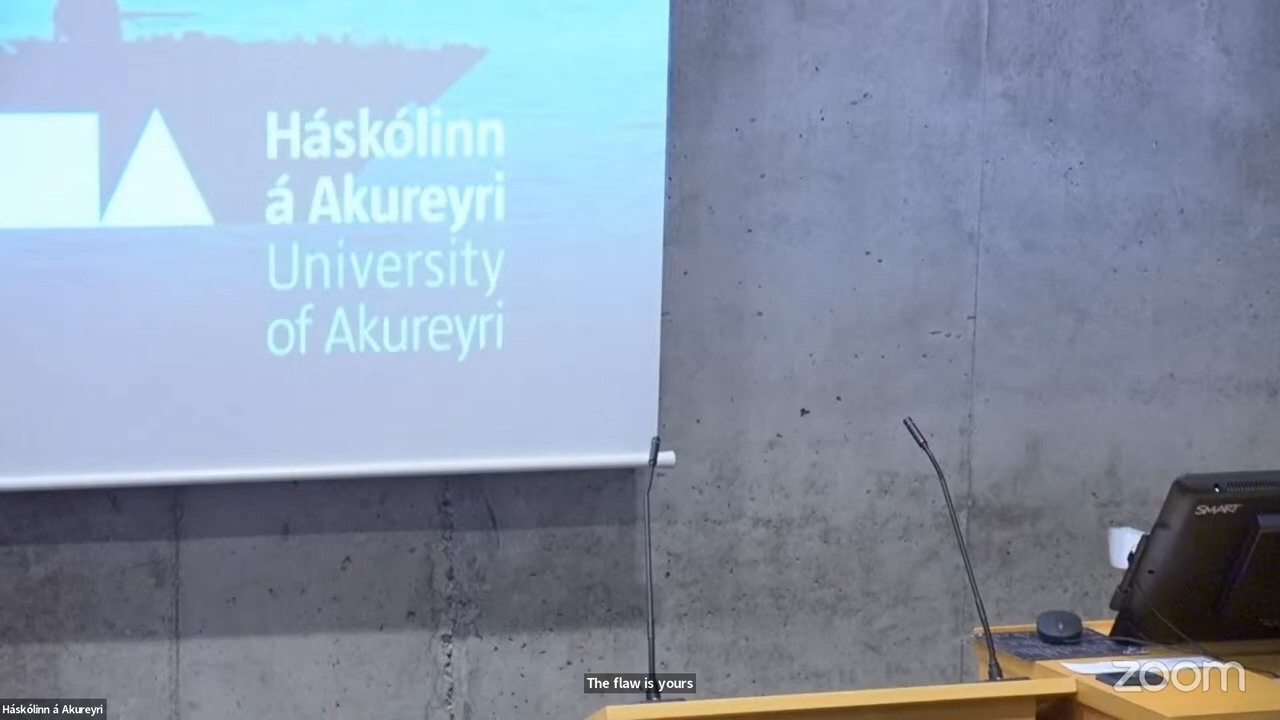 Háskólinn
á Akureyri
University
of Akureyri
SMART
The flaw is yours
zoom
Háskólinn á Akureyri